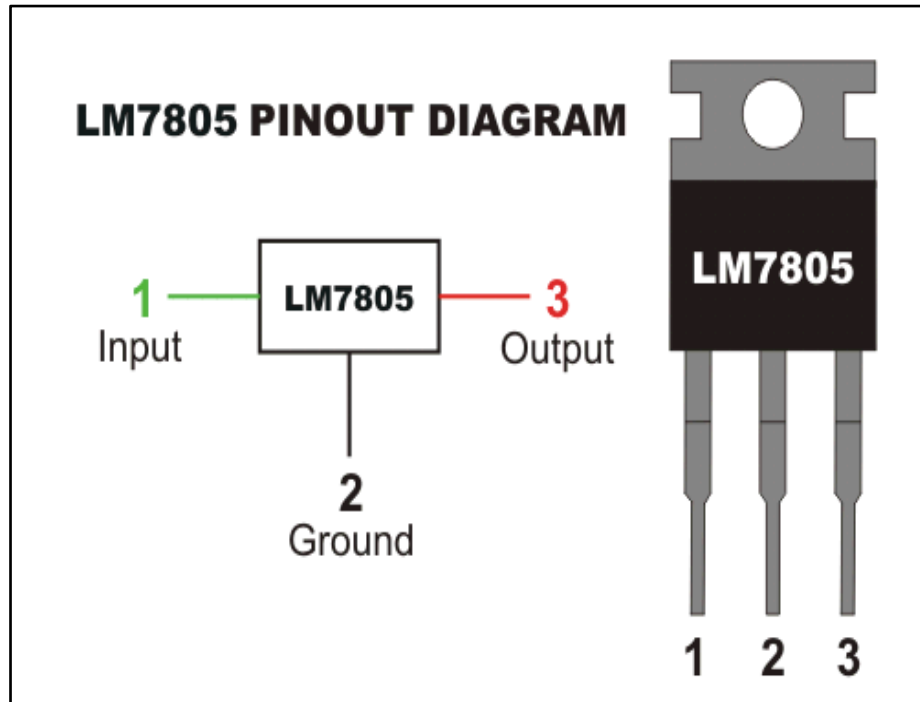 LM7805 PINOUT DIAGRAM
LM7805
1
Input
LM7805
3
Output
2
Ground
1 2 3